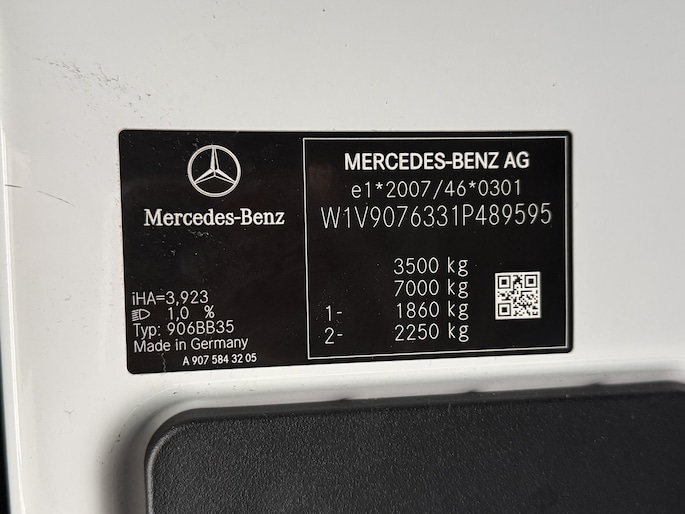 Mercedes-Benz
iHA=3,923
1,0 %
Typ: 906BB35
Made in Germany
A 907 584 32 05
MERCEDES-BENZ AG
e1*2007/46*0301
W1V9076331P489595
3500 kg
7000 kg
1- 1860 kg
2- 2250 kg